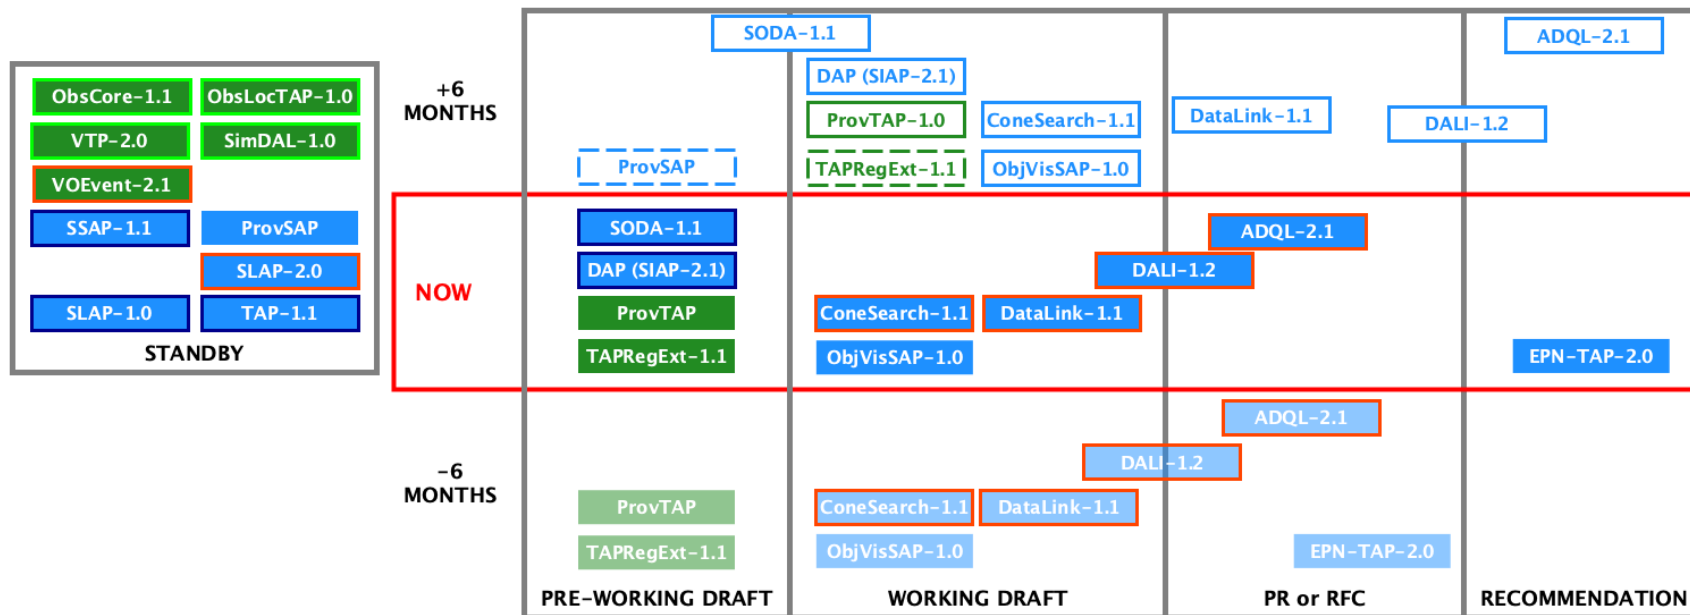 ObsCore-1.1 ObsLocTAP-1.0
VTP-2.0 SimDAL-1.0
VOEvent-2.1
SSAP-1.1 ProvSAP
SLAP-2.0
SLAP-1.0 TAP-1.1
STANDBY
+6
MONTHS
SODA-1.1 ADQL-2.1
DAP (SIAP-2.1)
ProvTAP-1.0 ConeSearch-1.1 DataLink-1.1 DALI-1.2
ProvSAP TAPRegExt-1.1 ObjVisSAP-1.0
NOW
SODA-1.1 ADQL-2.1
DAP (SIAP-2.1) DALI-1.2
ProvTAP ConeSearch-1.1 DataLink-1.1
TAPRegExt-1.1 ObjVisSAP-1.0 EPN-TAP-2.0
-6
MONTHS
ADQL-2.1
DALI-1.2
ProvTAP ConeSearch-1.1 DataLink-1.1
TAPRegExt-1.1 ObjVisSAP-1.0 EPN-TAP-2.0
PRE-WORKING DRAFT WORKING DRAFT PR or RFC RECOMMENDATION